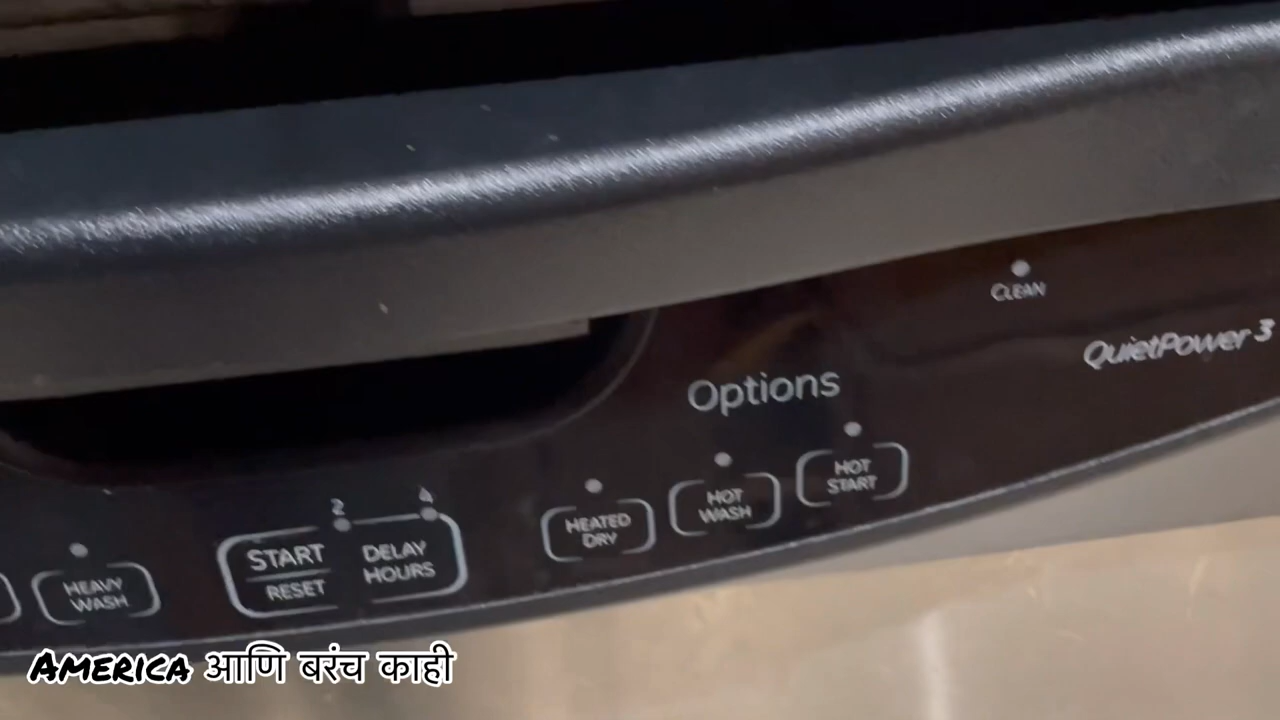 CLEAN
QuietPower 3
Options
HOT
START
HOT
WASH
HEATED
DRY
2 4
START
RESET
DELAY
HOURS
HEAVY
WASH
AMERICA आणि बरंच काही